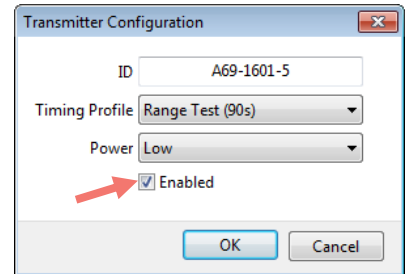 Transmitter Configuration
ID A69-1601-5
Timing Profile Range Test (90s)
Power Low
Enabled
OK Cancel